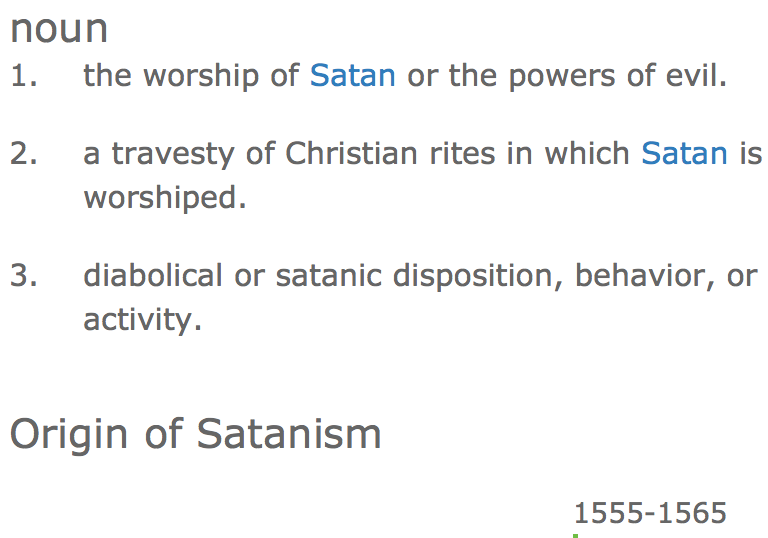 noun
1. the worship of Satan or the powers of evil.
2. a travesty of Christian rites in which Satan is
worshiped.
3. diabolical or satanic disposition, behavior, or
activity.
Origin of Satanism
1555-1565